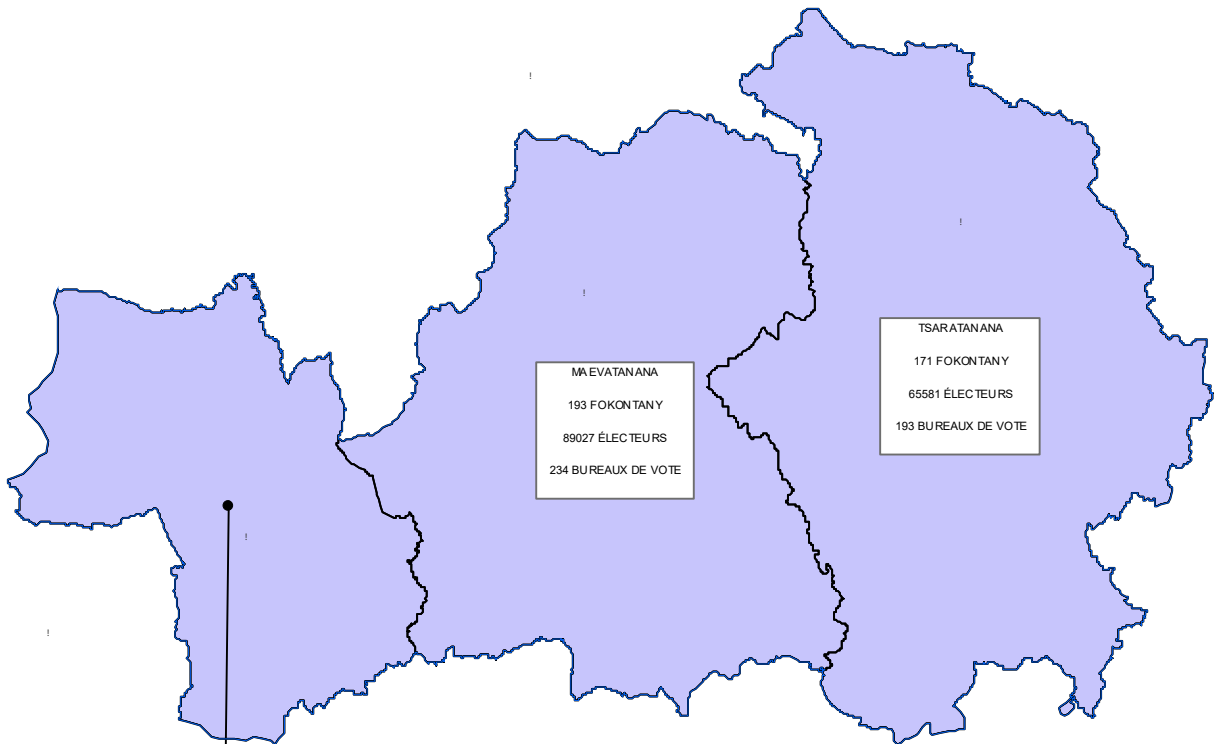 MAEVATANANA
193 FOKONTANY
89027 ÉLECTEURS
234 BUREAUX DE VOTE
TSARATANANA
171 FOKONTANY
65581 ÉLECTEURS
193 BUREAUX DE VOTE